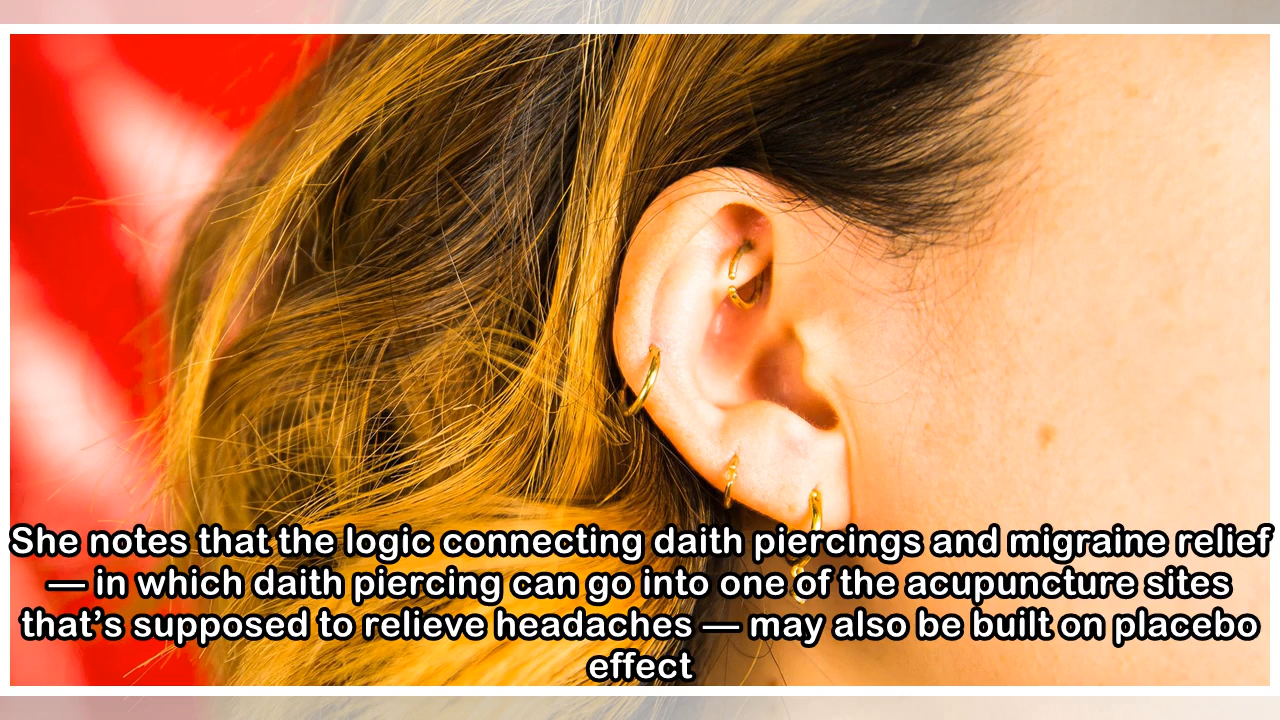 She notes that the logic connecting daith piercings and migraine relief
— in which daith piercing can go into one of the acupuncture sites
that’s supposed to relieve headaches — may also be built on placebo
effect